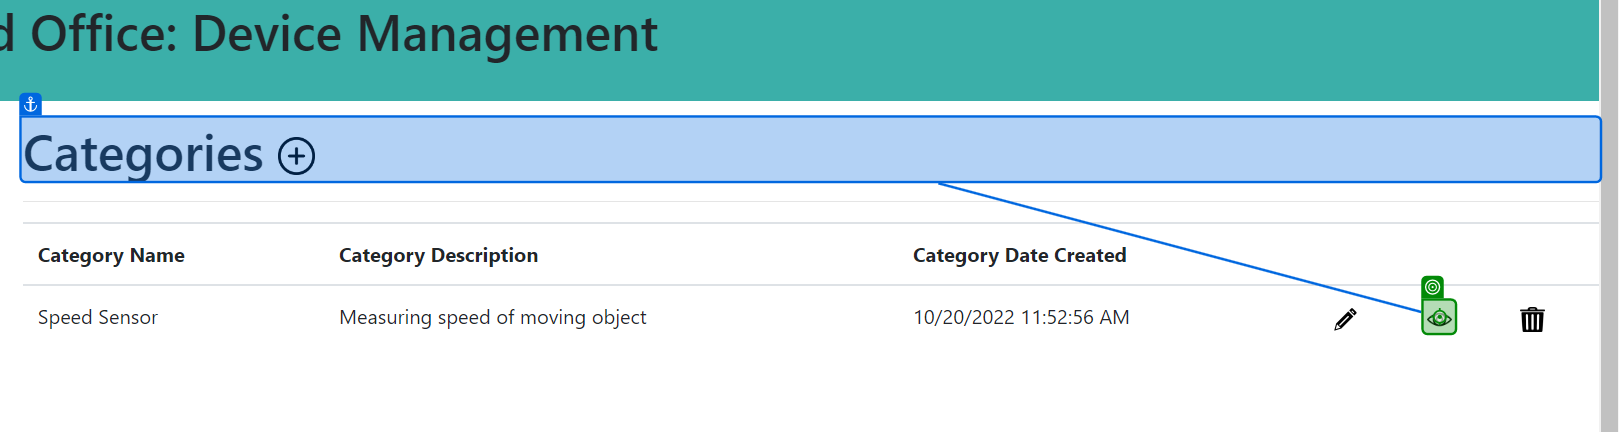 d Office: Device Management
Categories
Category Name Category Description Category Date Created
Speed Sensor Measuring speed of moving object 10/20/2022 11:52:56 AM